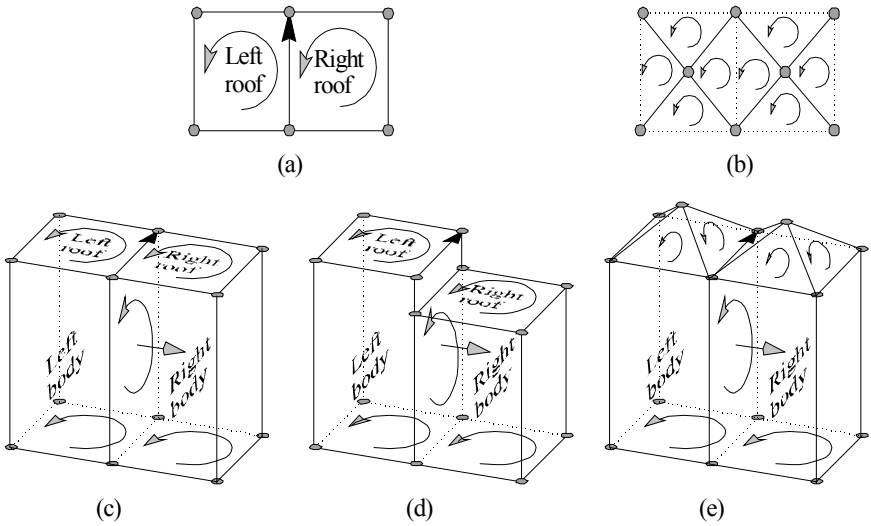 Left
roof
Right
roof
(a)
(b)
Left
roof
Right
roof
Left
body
Right
body
(c)
Left
roof
Right
roof
Left
body
Right
body
(d)
Left
body
Right
body
(e)